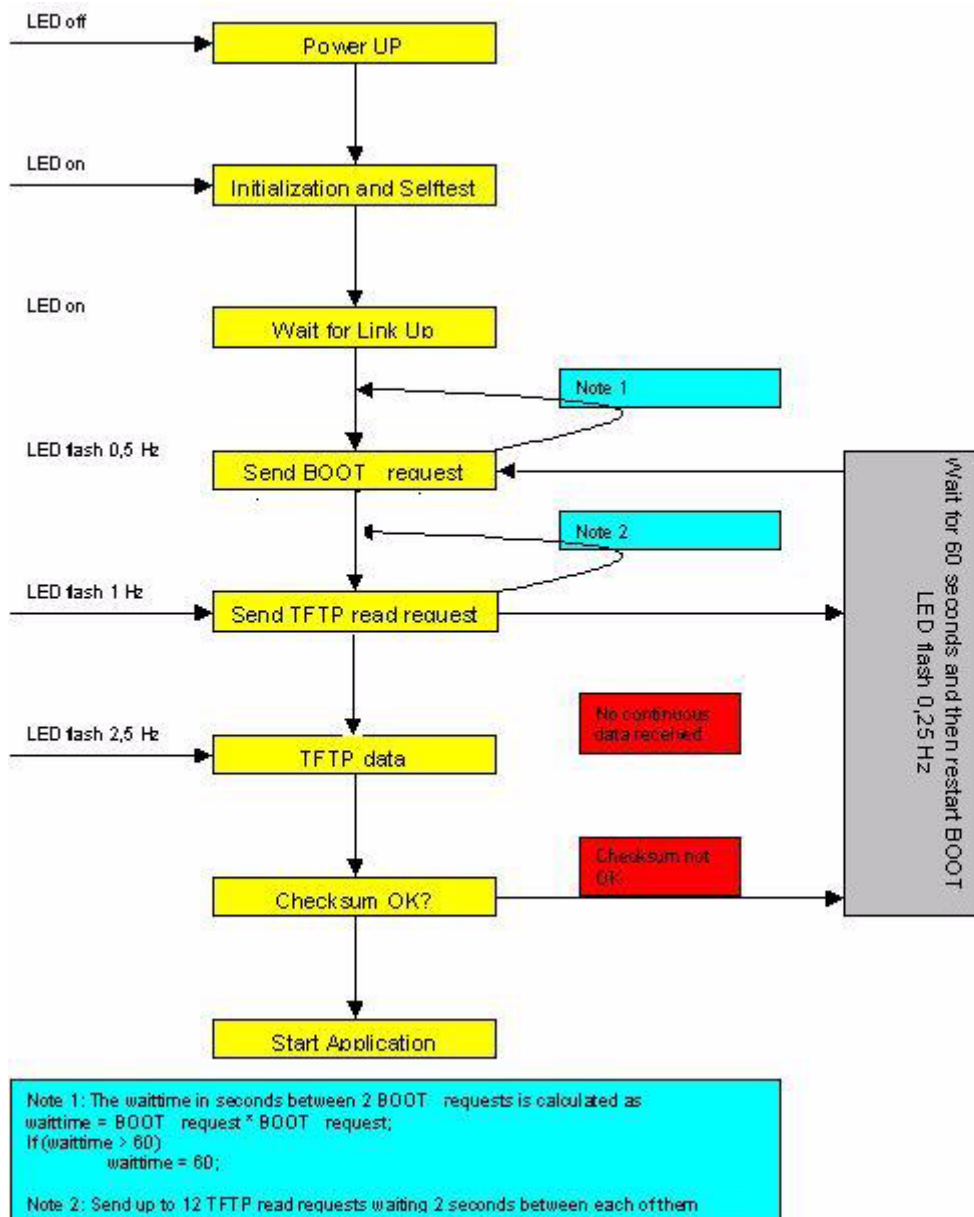 LED off
Power UP
LED on
Initialization and Selftest
LED on
Wait for Link Up
Note 1
LED flash 0,5 Hz
Send BOOT request
Note 2
LED flash 1 Hz
Send TFTP read request
Wait for 60 seconds and then restart BOOT
LED flash 0,25 Hz
No continuous
data received
LED flash 2,5 Hz
TFTP data
Checksum not
OK
Checksum OK?
Start Application
Note 1: The waittime in seconds between 2 BOOT requests is calculated as
waittime = BOOT request * BOOT request;
If (waittime > 60)
waittime = 60;
Note 2: Send up to 12 TFTP read requests waiting 2 seconds between each of them